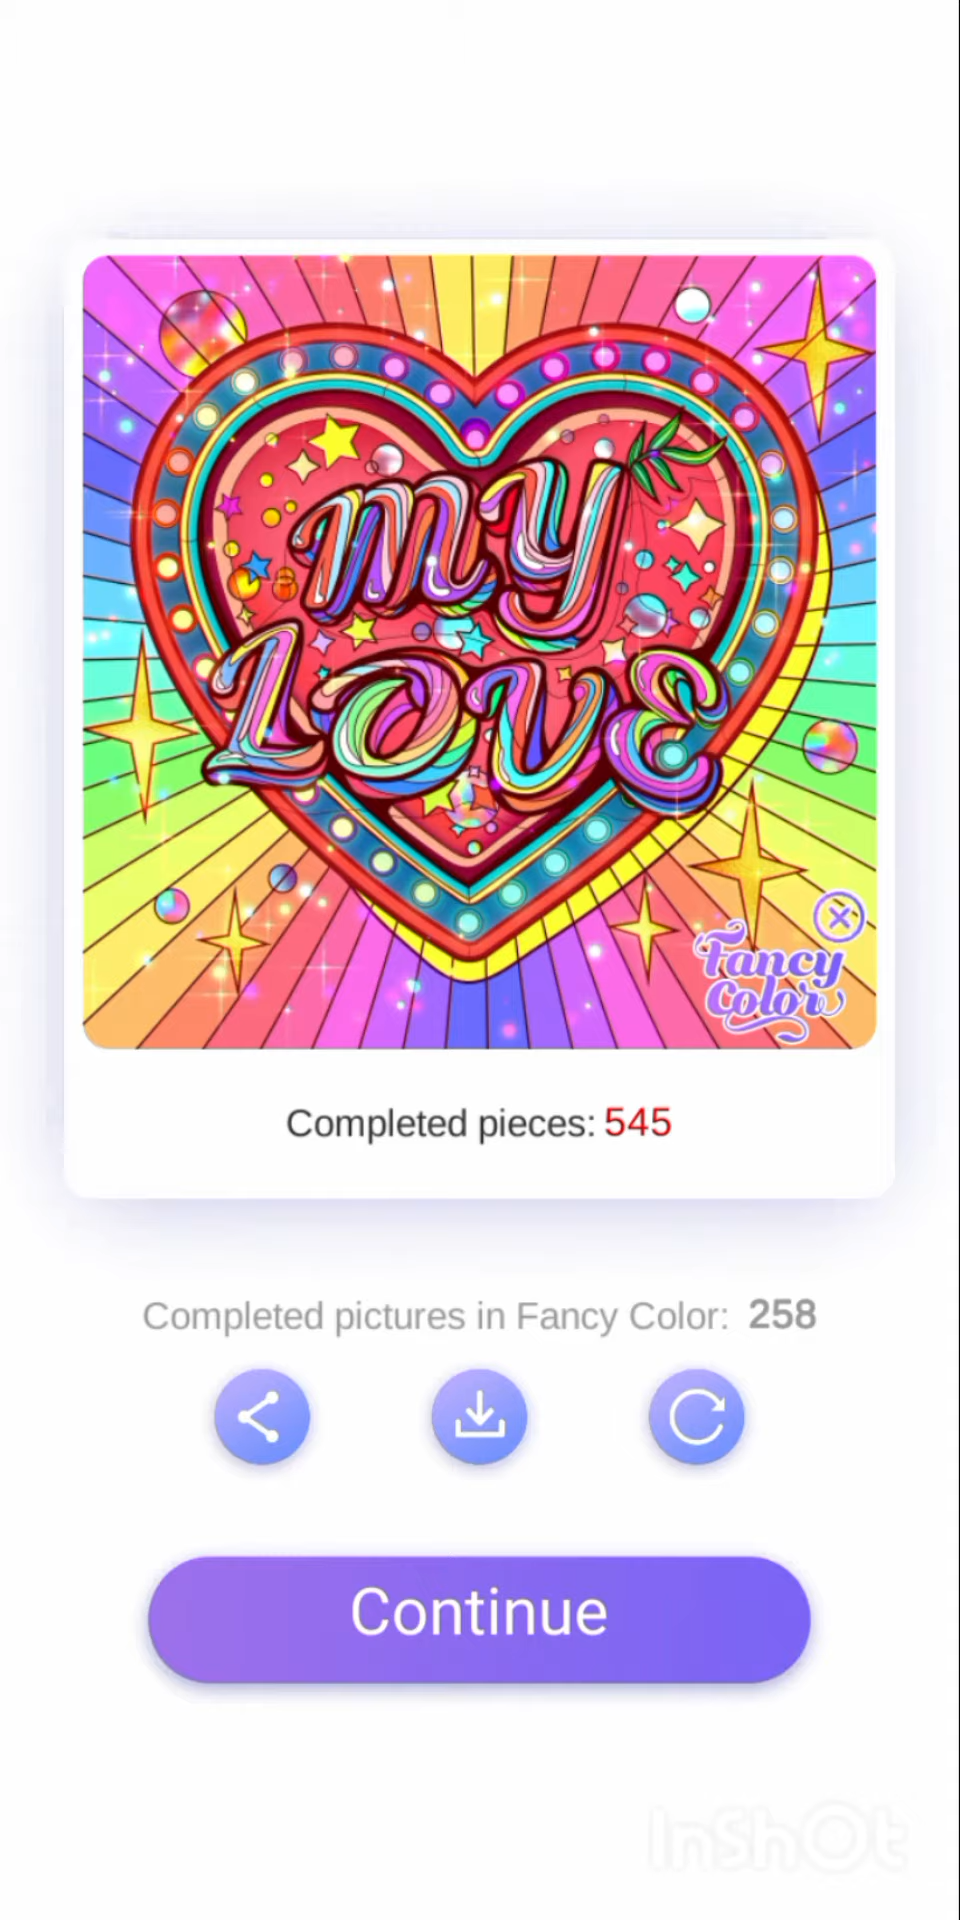 my
LOVE
Fancy
Color
Completed pieces: 545
Completed pictures in Fancy Color: 258
Continue
InShOt